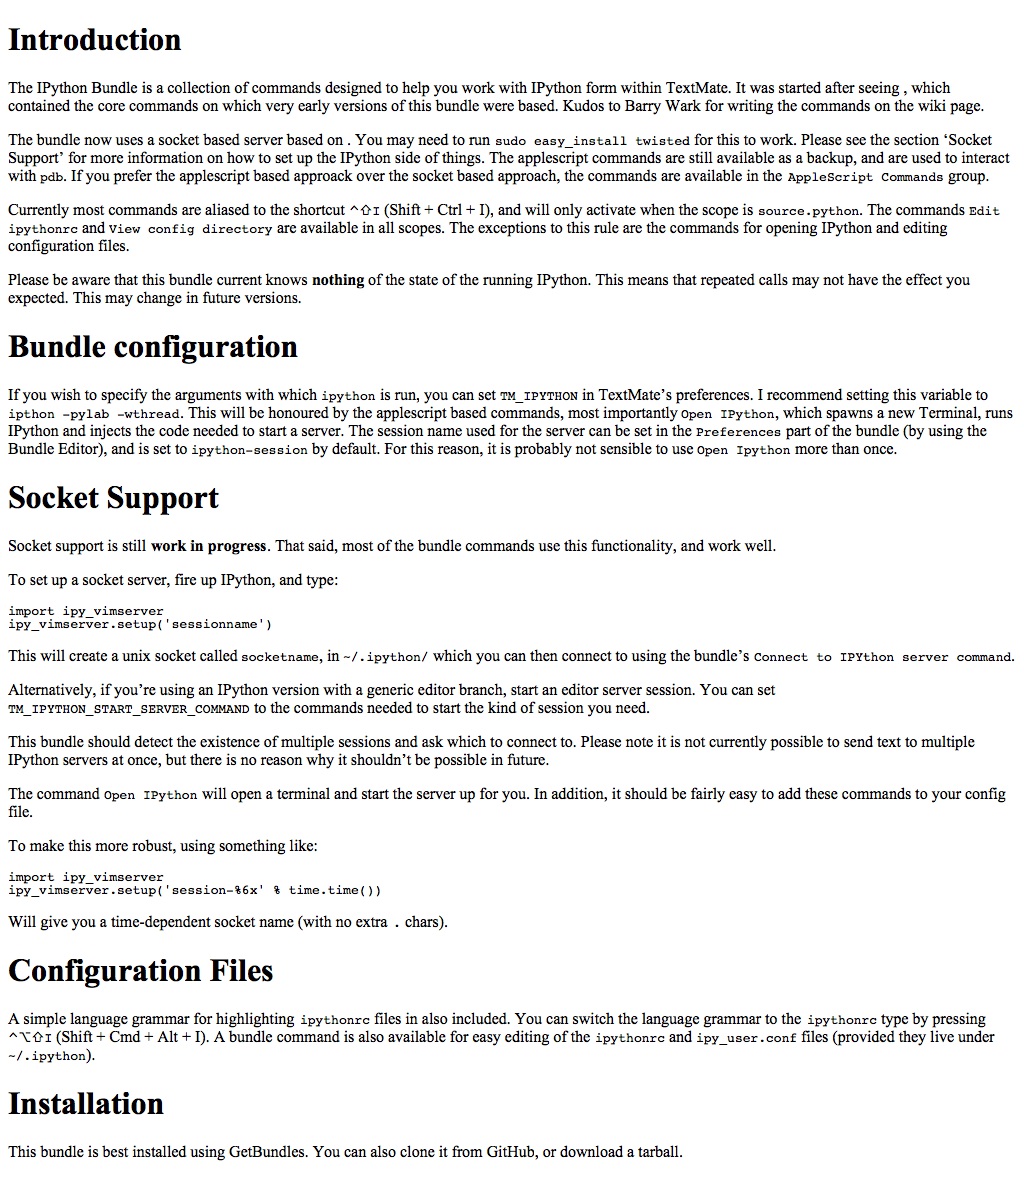 Introduction
The IPython Bundle is a collection of commands designed to help you work with IPython form within TextMate. It was started after seeing , which
contained the core commands on which very early versions of this bundle were based. Kudos to Barry Wark for writing the commands on the wiki page.
The bundle now uses a socket based server based on . You may need to run sudo easy_install twisted for this to work. Please see the section ‘Socket
Support’ for more information on how to set up the IPython side of things. The applescript commands are still available as a backup, and are used to interact
with pdb. If you prefer the applescript based approack over the socket based approach, the commands are available in the AppleScript Commands group.
Currently most commands are aliased to the shortcut ^⇧I (Shift + Ctrl + I), and will only activate when the scope is source.python. The commands Edit
ipythonrc and View config directory are available in all scopes. The exceptions to this rule are the commands for opening IPython and editing
configuration files.
Please be aware that this bundle current knows nothing of the state of the running IPython. This means that repeated calls may not have the effect you
expected. This may change in future versions.
Bundle configuration
If you wish to specify the arguments with which ipython is run, you can set TM_IPYTHON in TextMate’s preferences. I recommend setting this variable to
ipthon -pylab -wthread. This will be honoured by the applescript based commands, most importantly Open IPython, which spawns a new Terminal, runs
IPython and injects the code needed to start a server. The session name used for the server can be set in the Preferences part of the bundle (by using the
Bundle Editor), and is set to ipython-session by default. For this reason, it is probably not sensible to use Open Ipython more than once.
Socket Support
Socket support is still work in progress. That said, most of the bundle commands use this functionality, and work well.
To set up a socket server, fire up IPython, and type:
import ipy_vimserver
ipy_vimserver.setup('sessionname')
This will create a unix socket called socketname, in ~/.ipython/ which you can then connect to using the bundle’s Connect to IPYthon server command.
Alternatively, if you’re using an IPython version with a generic editor branch, start an editor server session. You can set
TM_IPYTHON_START_SERVER_COMMAND to the commands needed to start the kind of session you need.
This bundle should detect the existence of multiple sessions and ask which to connect to. Please note it is not currently possible to send text to multiple
IPython servers at once, but there is no reason why it shouldn’t be possible in future.
The command Open IPython will open a terminal and start the server up for you. In addition, it should be fairly easy to add these commands to your config
file.
To make this more robust, using something like:
import ipy_vimserver
ipy_vimserver.setup('session-%6x' % time.time())
Will give you a time-dependent socket name (with no extra . chars).
Configuration Files
A simple language grammar for highlighting ipythonrc files in also included. You can switch the language grammar to the ipythonrc type by pressing
^⌥⇧I (Shift + Cmd + Alt + I). A bundle command is also available for easy editing of the ipythonrc and ipy_user.conf files (provided they live under
~/.ipython).
Installation
This bundle is best installed using GetBundles. You can also clone it from GitHub, or download a tarball.